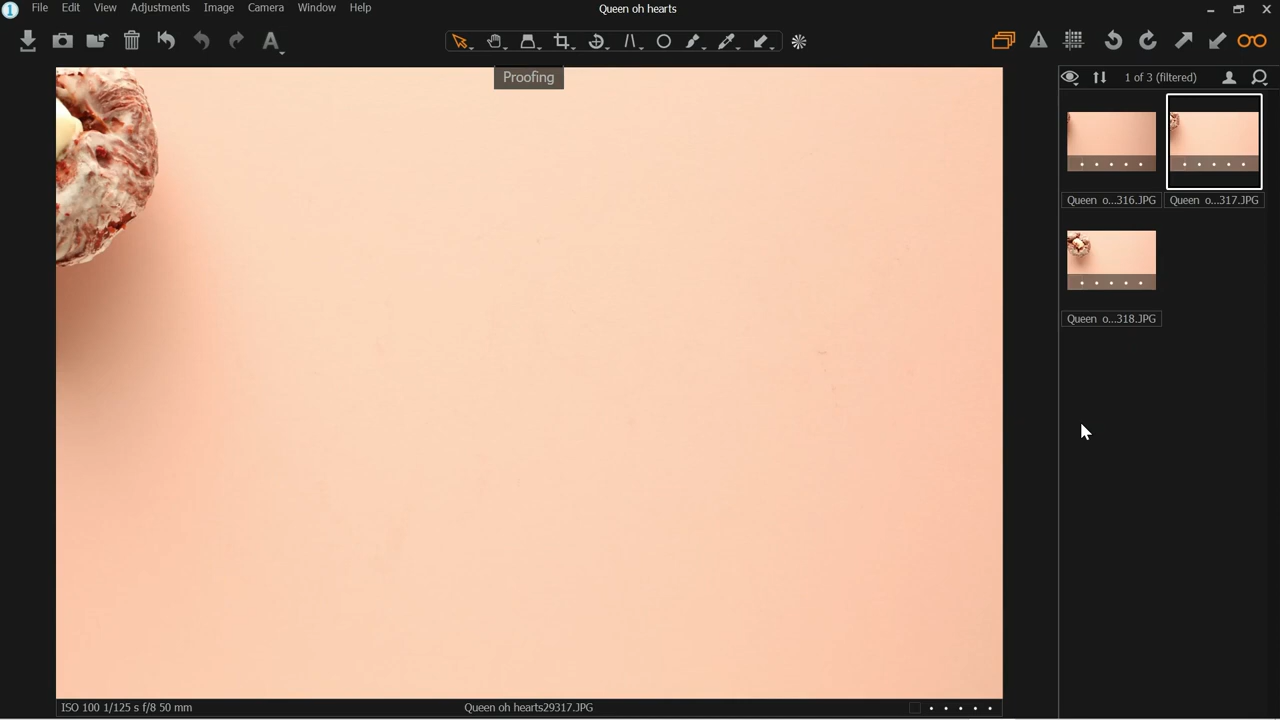 File Edit View Adjustments Image Camera Window Help
Queen oh hearts
Proofing
1 of 3 (filtered)
Queen o...316.JPG
Queen o...317.JPG
Queen o...318.JPG
ISO 100 1/125 s f/8 50 mm
Queen oh hearts29317.JPG